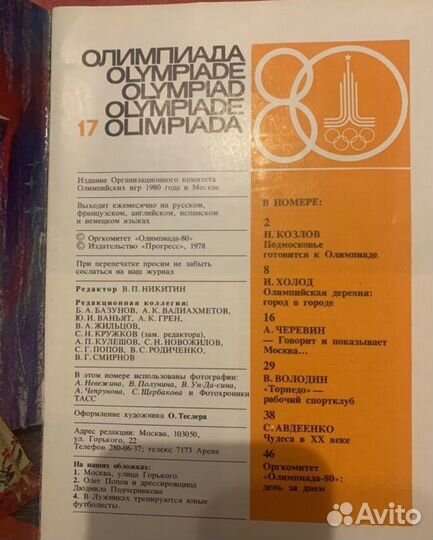 ОЛИМПИАДА
OLYMPIADE
OLYMPIAD
OLYMPIADE
17 OLIMPIADA
80
Издание Организационного комитета
Олимпийских игр 1980 года в Москве
Выходит ежемесячно на русском,
французском, английском, испанском
и немецком языках
© Оргкомитет «Олимпиада-80»
© Издательство «Прогресс», 1978
При перепечатке просим не забыть
сослаться на наш журнал
Редактор В. П. НИКИТИН
Редакционная коллегия:
Б. А. БАЗУНОВ, А. К. ВАЛИАХМЕТОВ,
Ю. И. ВАНЬЯТ, А. К. ГРЕН,
В. А. ЖИЛЬЦОВ,
С. Н. КРУЖКОВ (зам. редактора),
А. П. КУЛЕШОВ, С. Н. НОВОЖИЛОВ,
С. Г. ПОПОВ, В. С. РОДИЧЕНКО,
В. Г. СМИРНОВ
В этом номере использованы фотографии:
А. Невежина, В. Полунина, В. Ун-Да-сина,
А. Чепрунова, С. Щербакова и Фотохроники
ТАСС
Оформление художника О. Теслера
Адрес редакции: Москва, 103050,
ул. Горького, 22
Телефон 280-06-37; телекс 7173 Арена
На наших обложках:
1. Москва, улица Горького.
2. Олег Попов и дрессировщица
Людмила Подчерникова
4. В Лужниках тренируются юные
футболисты.
В НОМЕРЕ:
2
Н. КОЗЛОВ
Подмосковье
готовится к Олимпиаде
8
И. ХОЛОД
Олимпийская деревня:
город в городе
16
А. ЧЕРЕВИН
— Говорит и показывает
Москва...
29
В. ВОЛОДИН
«Торпедо» —
рабочий спортклуб
38
С. АВДЕЕНКО
Чудеса в XX веке
46
Оргкомитет
«Олимпиада-80»:
день за днем
Avito